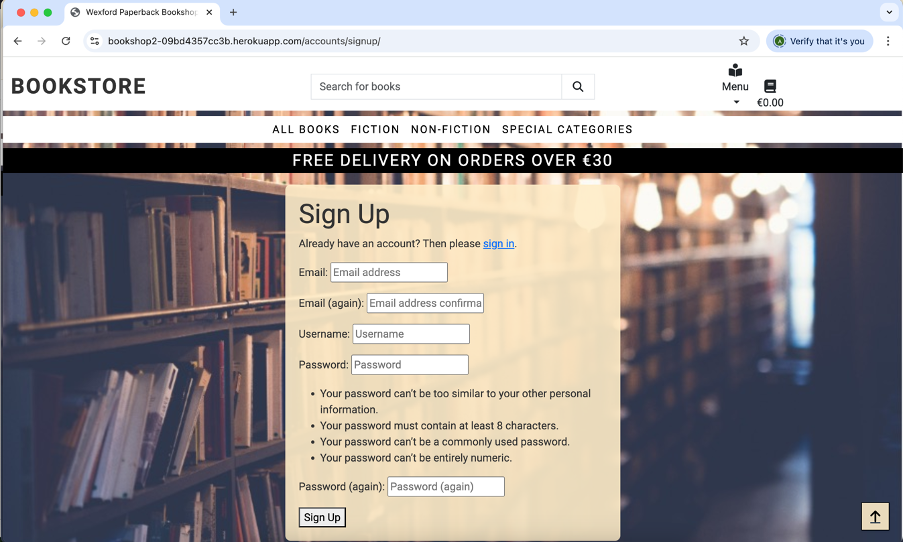 Wexford Paperback Bookshop
bookshop2-09bd4357cc3b.herokuapp.com/accounts/signup/
Verify that it's you
BOOKSTORE
Search for books
Menu
€0.00
ALL BOOKS FICTION NON-FICTION SPECIAL CATEGORIES
FREE DELIVERY ON ORDERS OVER €30
Sign Up
Already have an account? Then please sign in.
Email: Email address
Email (again): Email address confirma
Username: Username
Password: Password
Your password can't be too similar to your other personal
information.
Your password must contain at least 8 characters.
Your password can't be a commonly used password.
Your password can't be entirely numeric.
Password (again): Password (again)
Sign Up